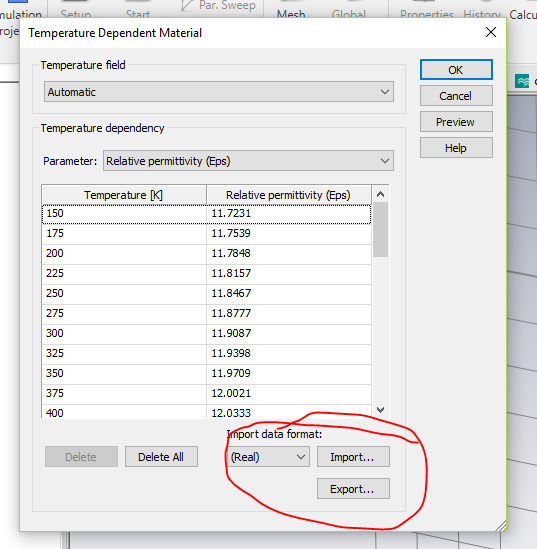 Par. Sweep
mulation Setup Start Mesh Global Properties History Calcu
Proje
Temperature Dependent Material
Temperature field
Automatic
OK
Cancel
Preview
Help
Temperature dependency
Parameter: Relative permittivity (Eps)
Temperature [K] Relative permittivity (Eps)
150 11.7231
175 11.7539
200 11.7848
225 11.8157
250 11.8467
275 11.8777
300 11.9087
325 11.9398
350 11.9709
375 12.0021
400 12.0333
Import data format:
Delete Delete All (Real) Import...
Export...